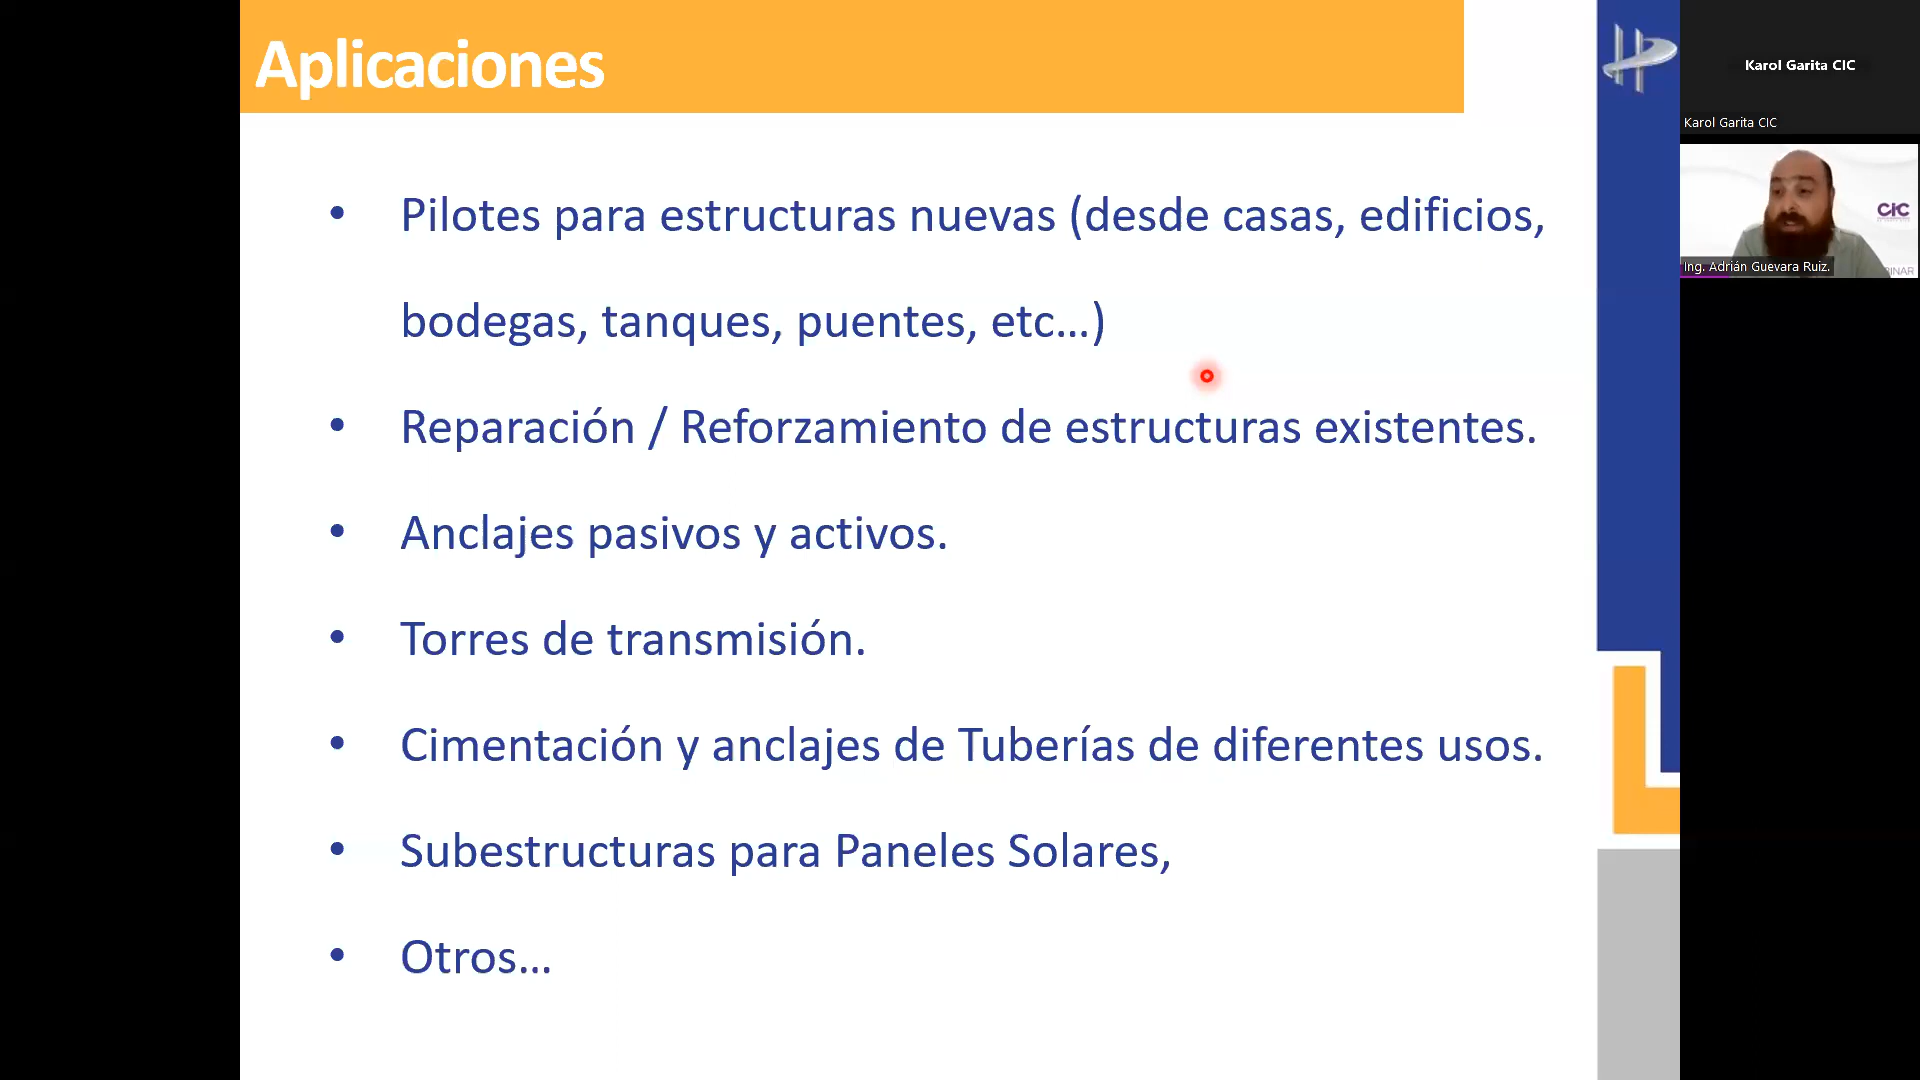 Aplicaciones
• Pilotes para estructuras nuevas (desde casas, edificios,
bodegas, tanques, puentes, etc…)
• Reparación / Reforzamiento de estructuras existentes.
• Anclajes pasivos y activos.
• Torres de transmisión.
• Cimentación y anclajes de Tuberías de diferentes usos.
• Subestructuras para Paneles Solares,
• Otros…
Karol Garita CIC
Karol Garita CIC
CIC
Ing. Adrián Guevara Ruiz.
INAR